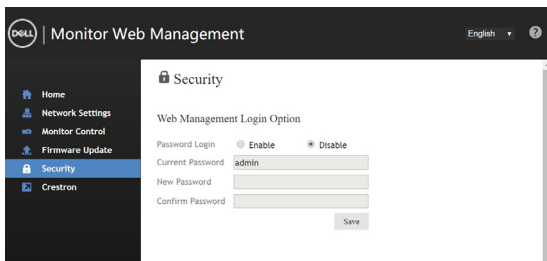 DELL | Monitor Web Management
English
?
Home
Network Settings
Monitor Control
Firmware Update
Security
Crestron
Security
Web Management Login Option
Password Login Enable Disable
Current Password admin
New Password
Confirm Password
Save